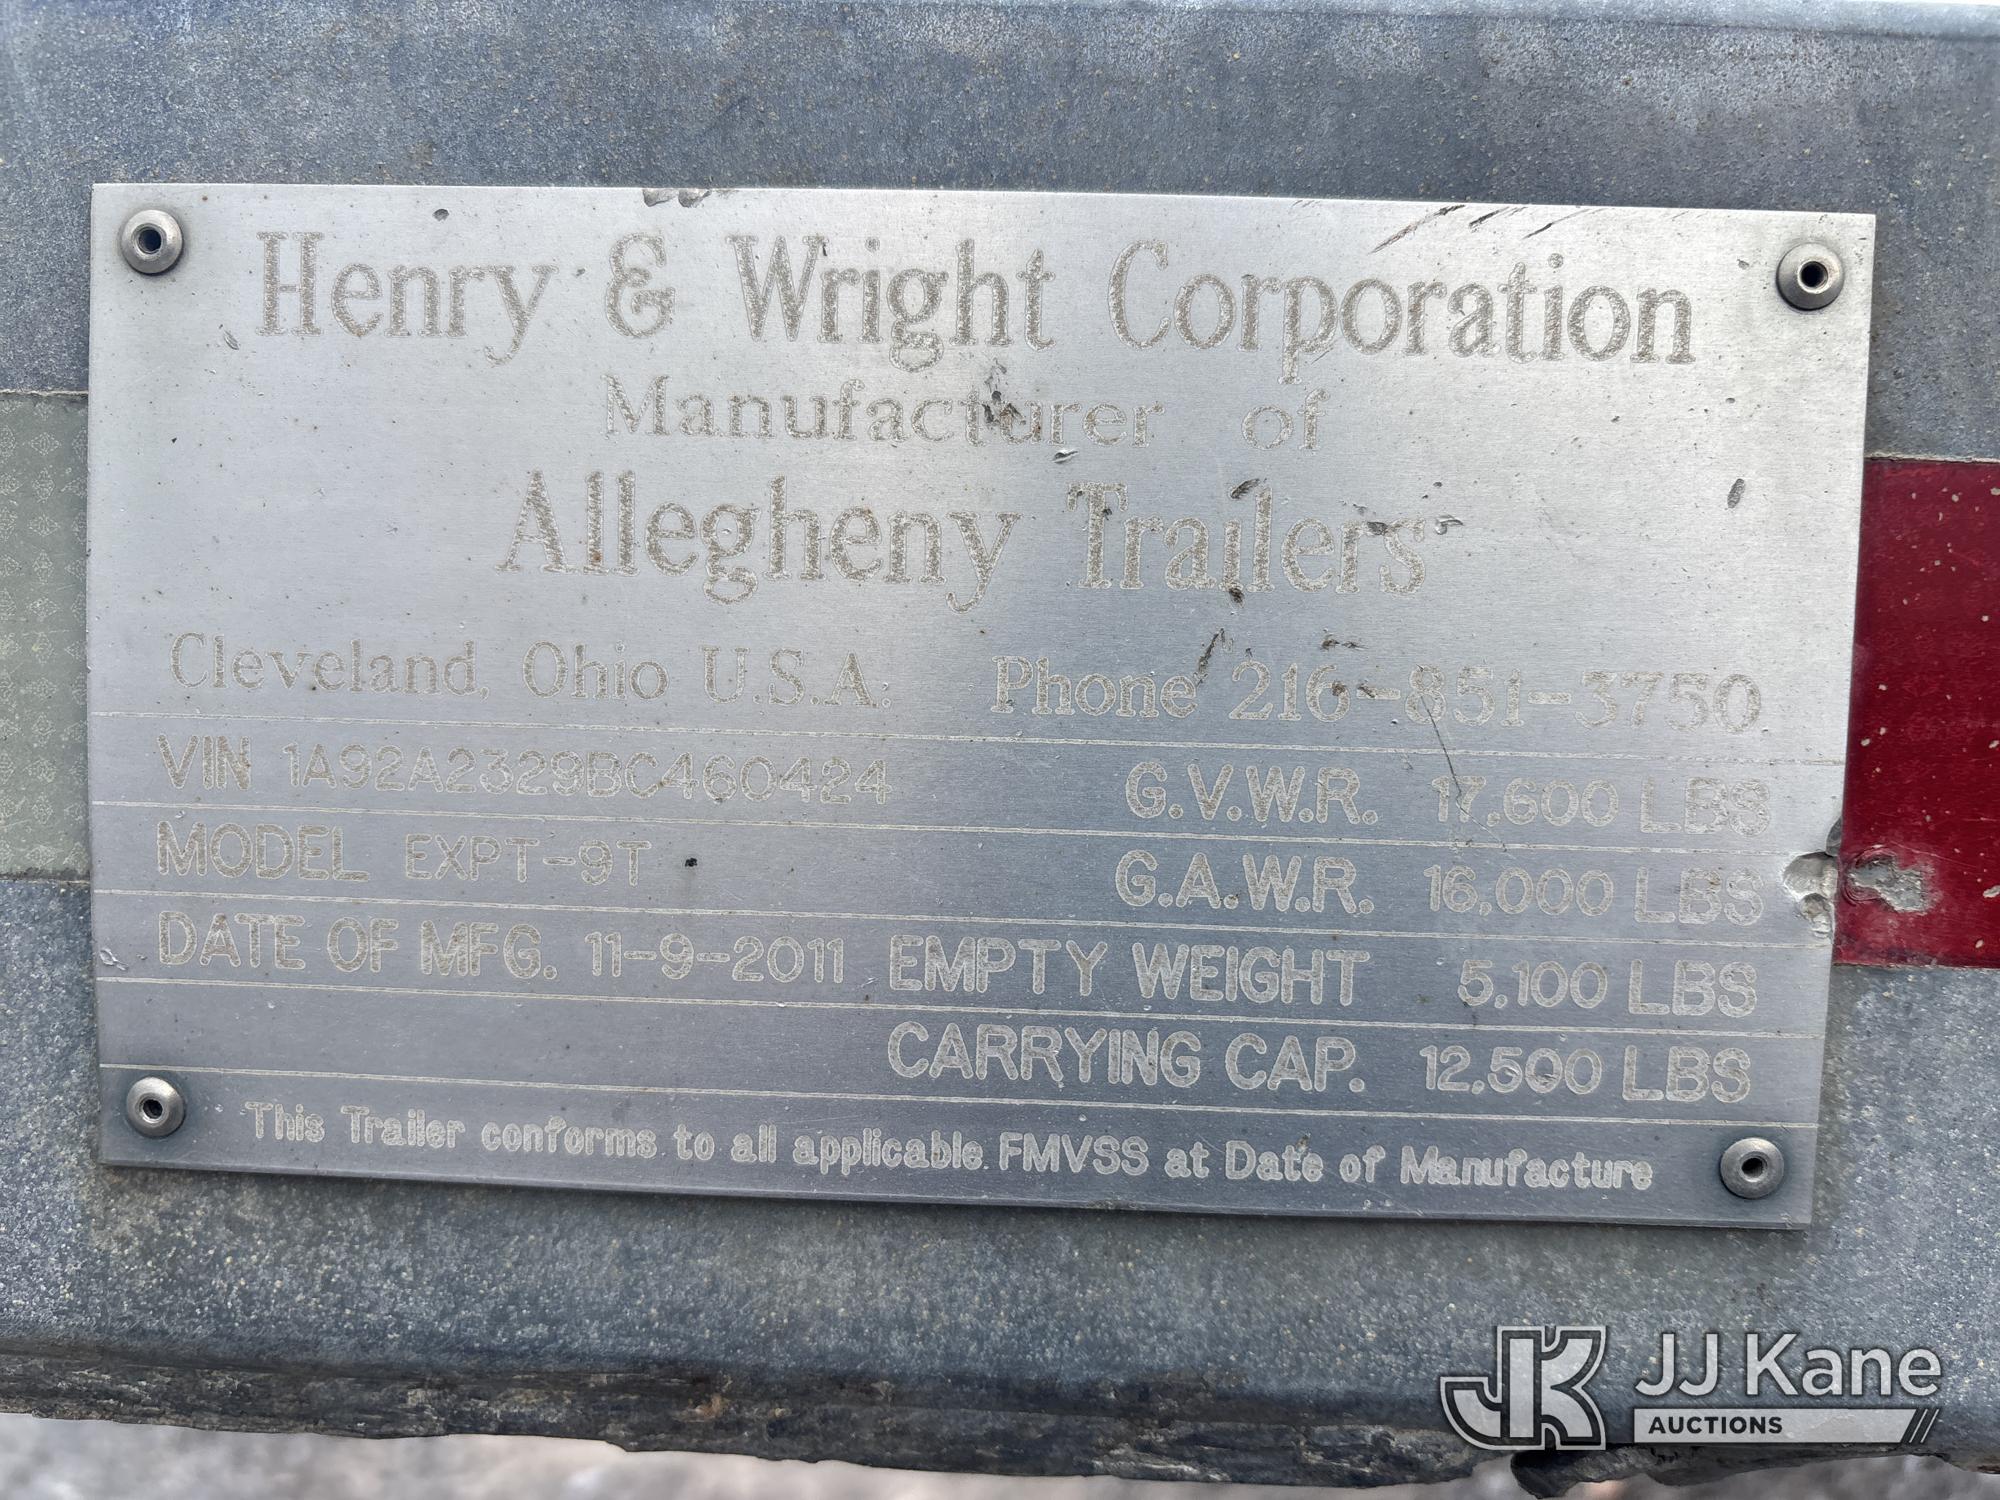 Henry & Wright Corporation
Manufacturer of
Allegheny Trailers
Cleveland, Ohio U.S.A. Phone 216-851-3750
VIN 1A92A2329BC460424 G.V.W.R. 17,600 LBS
MODEL EXPT-9T G.A.W.R. 16,000 LBS
DATE OF MFG. 11-9-2011 EMPTY WEIGHT 5,100 LBS
CARRYING CAP. 12,500 LBS
This Trailer conforms to all applicable FMVSS at Date of Manufacture
JK JJ Kane
AUCTIONS